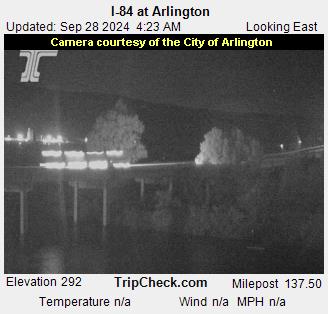 I-84 at Arlington
Updated: Sep 28 2024 4:23 AM Looking East
Camera courtesy of the City of Arlington
Elevation 292 TripCheck.com Milepost 137.50
Temperature n/a Wind n/a MPH n/a